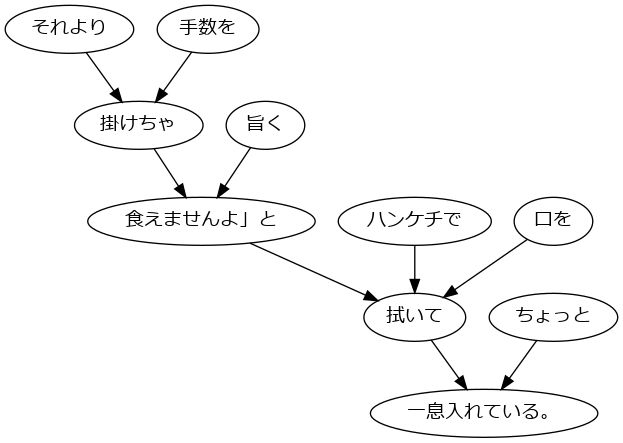 それより 手数を
掛けちゃ 旨く
食えませんよ」と ハンケチで 口を
拭いて ちょっと
一息入れている。